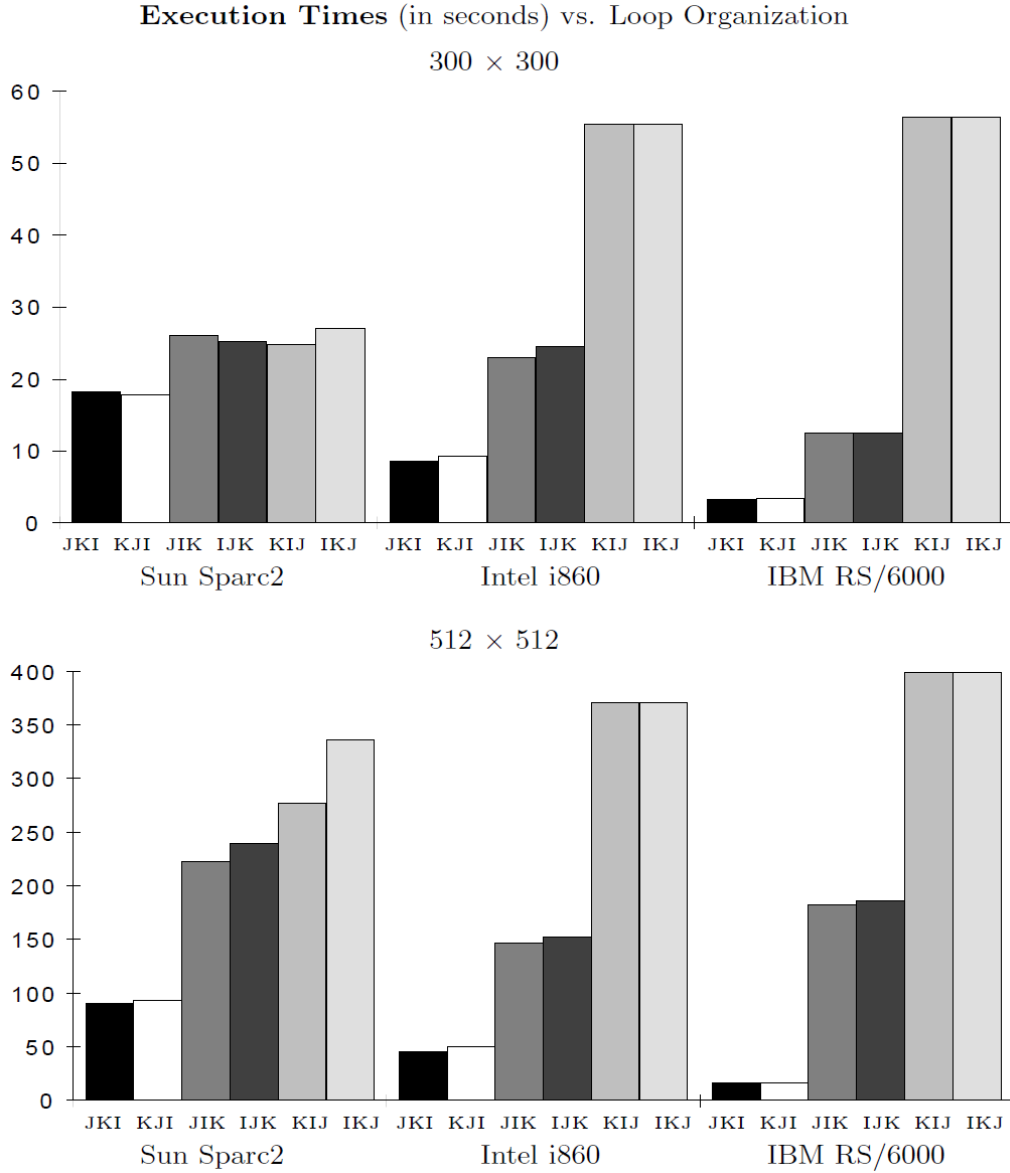 Execution Times (in seconds) vs. Loop Organization
300 × 300
60
50
40
30
20
10
0
JKI KJI JIK IJK KIJ IKJ JKI KJI JIK IJK KIJ IKJ JKI KJI JIK IJK KIJ IKJ
Sun Sparc2 Intel i860 IBM RS/6000
512 × 512
400
350
300
250
200
150
100
50
0
JKI KJI JIK IJK KIJ IKJ JKI KJI JIK IJK KIJ IKJ JKI KJI JIK IJK KIJ IKJ
Sun Sparc2 Intel i860 IBM RS/6000